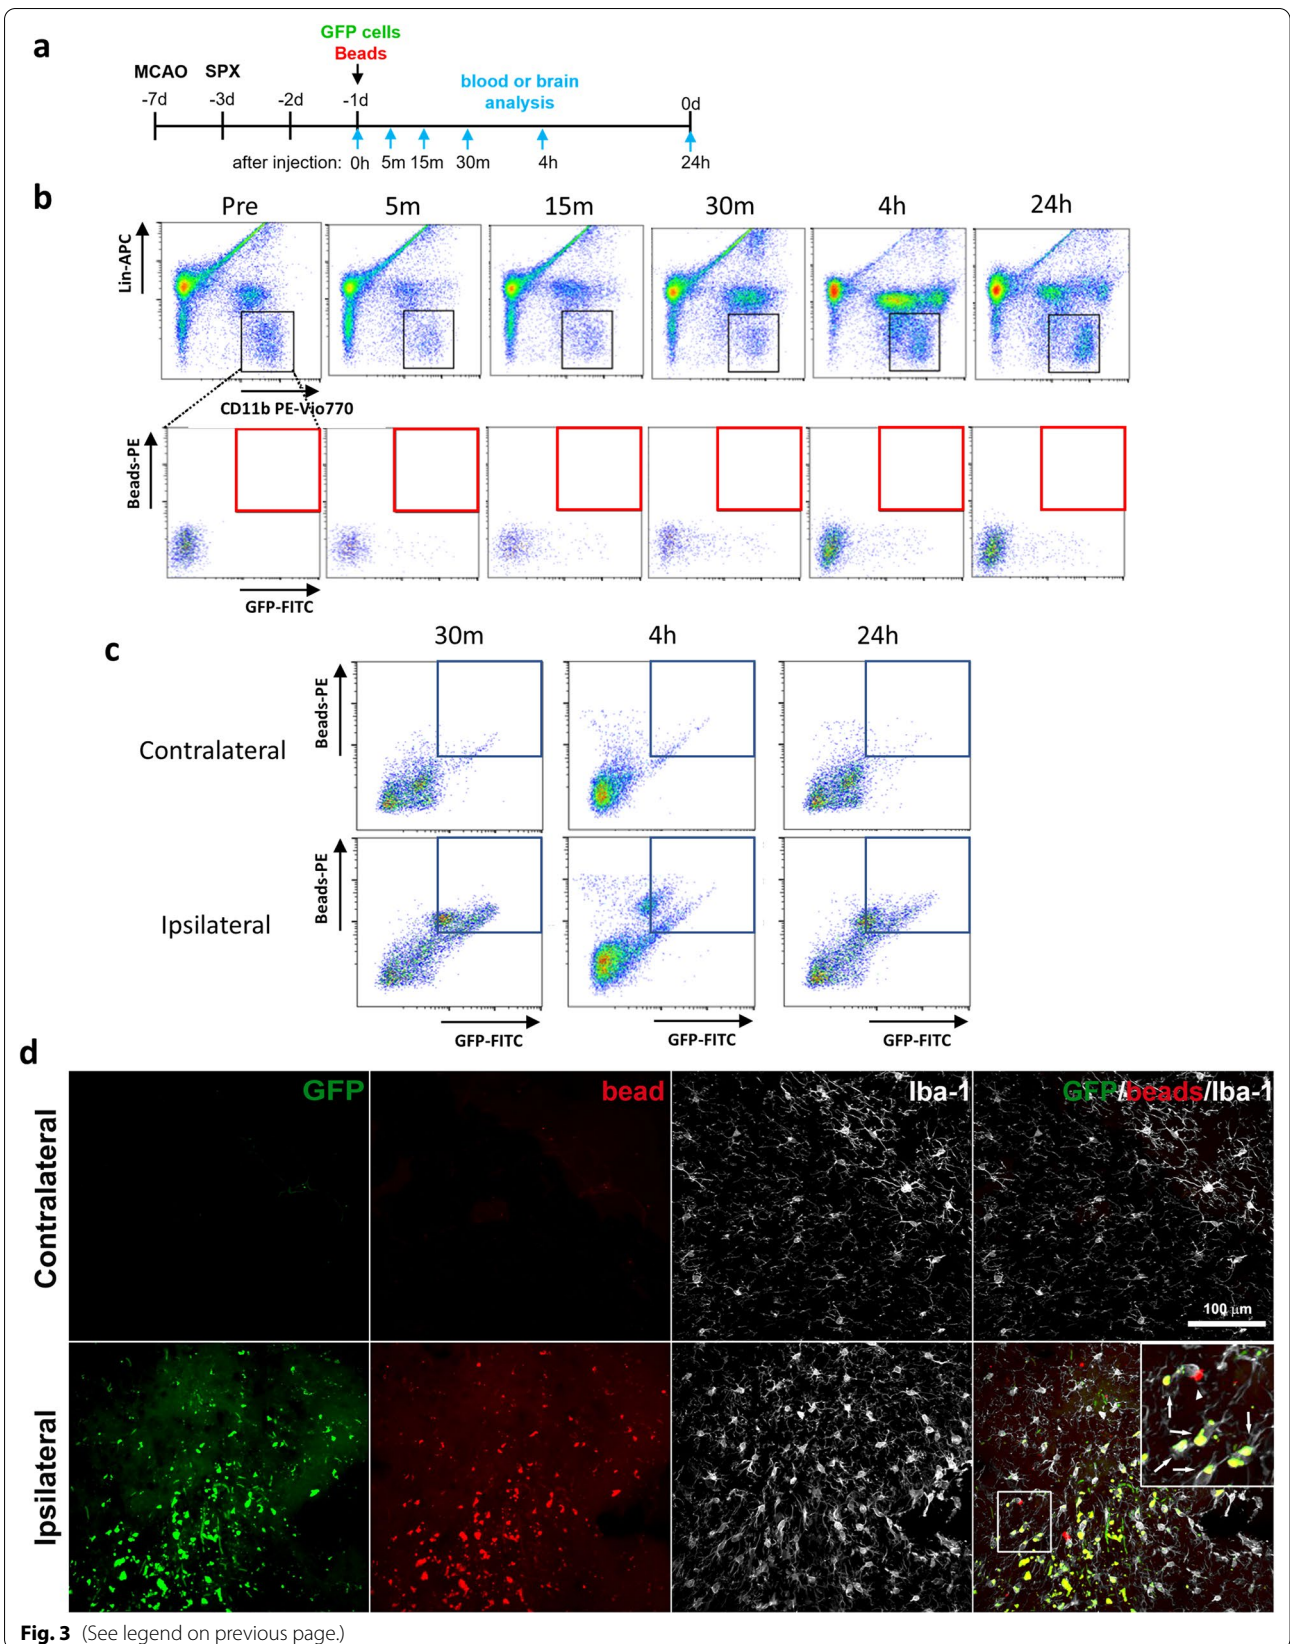 a
GFP cells
Beads
MCAO SPX
-7d -3d -2d -1d 0d
blood or brain
analysis
after injection: 0h 5m 15m 30m 4h 24h
b
Pre 5m 15m 30m 4h 24h
Lin-APC
CD11b PE-Vio770
Beads-PE
GFP-FITC
c
30m 4h 24h
Beads-PE
Contralateral
Beads-PE
Ipsilateral
GFP-FITC GFP-FITC GFP-FITC
d
Contralateral
GFP bead Iba-1 GFP/beads/Iba-1
100 µm
Ipsilateral
Fig. 3 (See legend on previous page.)